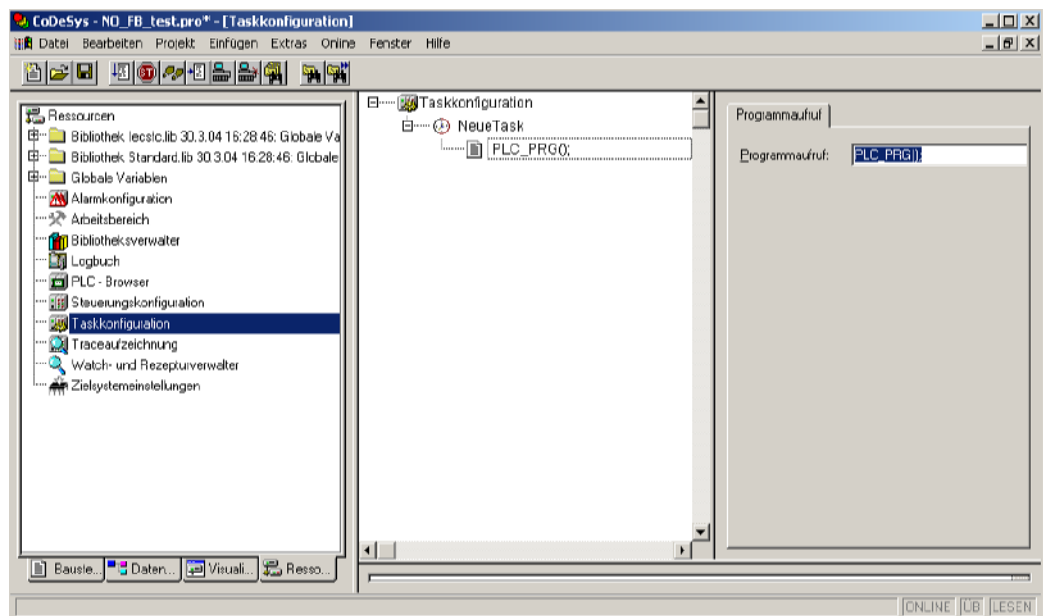 CoDeSys - NO_FB_test.pro* - [Taskkonfiguration]
Datei Bearbeiten Projekt Einfügen Extras Online Fenster Hilfe
Ressourcen
Bibliothek Iecsfc.lib 30.3.04 16:28:46: Globale Va
Bibliothek Standard.lib 30.3.04 16:28:46: Globale
Globale Variablen
Alarmkonfiguration
Arbeitsbereich
Bibliotheksverwalter
Logbuch
PLC - Browser
Steuerungskonfiguration
Taskkonfiguration
Traceaufzeichnung
Watch- und Rezepturverwalter
Zielsystemeinstellungen
Bauste...
Daten...
Visuali...
Resso...
Taskkonfiguration
NeueTask
PLC_PRG();
Programmaufruf
Programmaufruf: PLC_PRG();
ONLINE ÜB LESEN